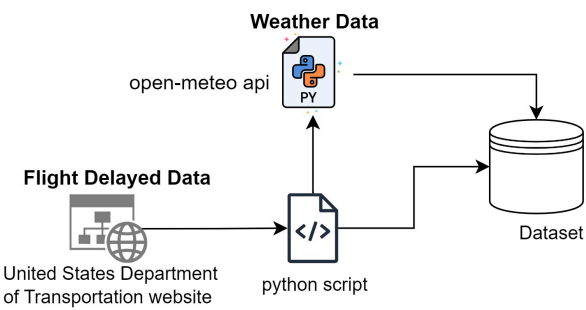 Weather Data
open-meteo api
PY
Flight Delayed Data
</>
United States Department
of Transportation website
python script
Dataset